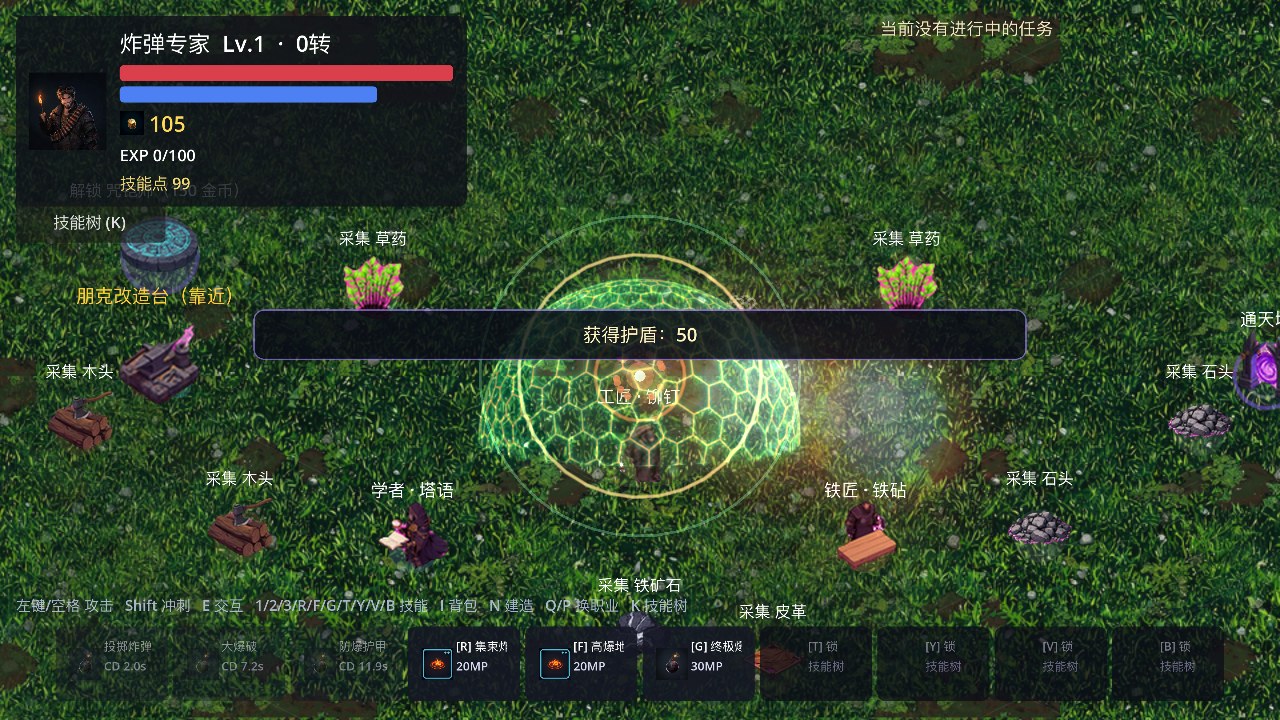 炸弹专家 Lv.1 · 0转
当前没有进行中的任务
105
EXP 0/100
技能点 99
技能树 (K)
采集 草药
采集 草药
朋克改造台（靠近）
获得护盾：50
采集 木头
采集 石头
工匠 · 铆钉
采集 木头
学者 · 塔语
铁匠 · 铁砧
采集 石头
采集 铁矿石
左键/空格 攻击 Shift 冲刺 E 交互 1/2/3/R/F/G/T/Y/V/B 技能 I 背包 N 建造 Q/P 换职业 K 技能树
采集 皮革
投掷炸弹
CD 2.0s
大爆破
CD 7.2s
防爆护甲
CD 11.9s
[R] 集束
20MP
[F] 高爆
20MP
[G] 终极
30MP
[T] 锁
技能树
[Y] 锁
技能树
[V] 锁
技能树
[B] 锁
技能树